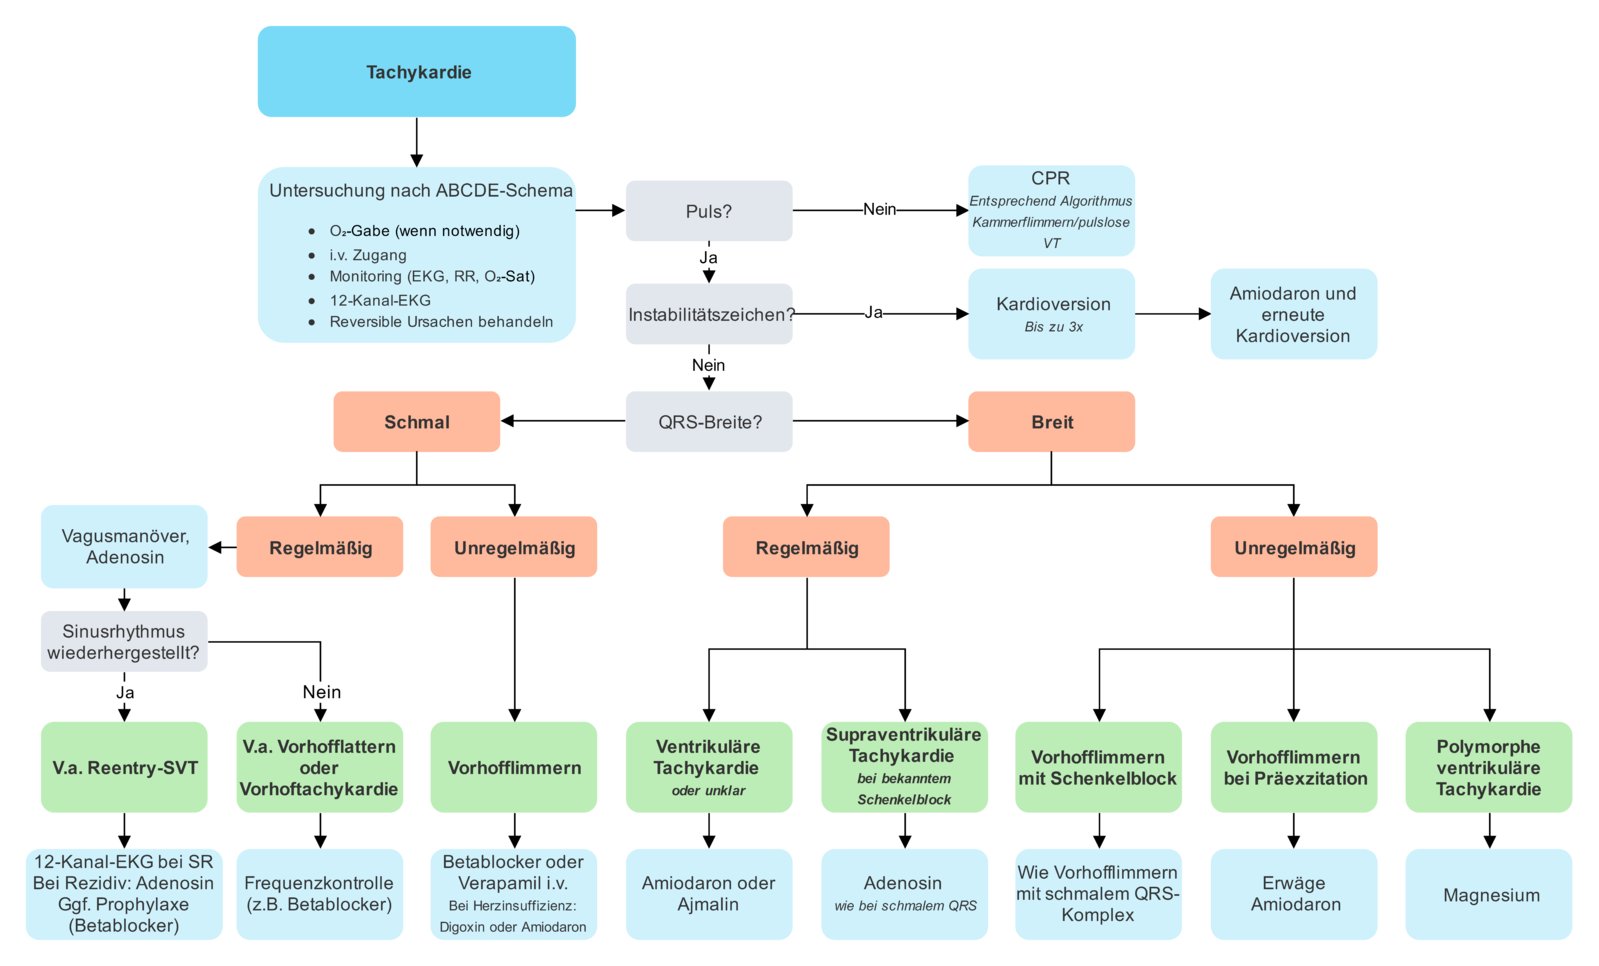 Tachykardie
Untersuchung nach ABCDE-Schema
• O₂-Gabe (wenn notwendig)
• i.v. Zugang
• Monitoring (EKG, RR, O₂-Sat)
• 12-Kanal-EKG
• Reversible Ursachen behandeln
Puls?
Nein
CPR
Entsprechend Algorithmus
Kammerflimmern/pulslose
VT
Ja
Instabilitätszeichen?
Ja
Kardioversion
Bis zu 3x
Amiodaron und
erneute
Kardioversion
Nein
QRS-Breite?
Schmal
Breit
Regelmäßig
Unregelmäßig
Regelmäßig
Unregelmäßig
Vagusmanöver,
Adenosin
Sinusrhythmus
wiederhergestellt?
Ja
Nein
V.a. Reentry-SVT
V.a. Vorhofflattern
oder
Vorhoftachykardie
Vorhofflimmern
Ventrikuläre
Tachykardie
oder unklar
Supraventrikuläre
Tachykardie
bei bekanntem
Schenkelblock
Vorhofflimmern
mit Schenkelblock
Vorhofflimmern
bei Präexzitation
Polymorphe
ventrikuläre
Tachykardie
12-Kanal-EKG bei SR
Bei Rezidiv: Adenosin
Ggf. Prophylaxe
(Betablocker)
Frequenzkontrolle
(z.B. Betablocker)
Betablocker oder
Verapamil i.v.
Bei Herzinsuffizienz:
Digoxin oder Amiodaron
Amiodaron oder
Ajmalin
Adenosin
wie bei schmalem QRS
Wie Vorhofflimmern
mit schmalem QRS-
Komplex
Erwäge
Amiodaron
Magnesium